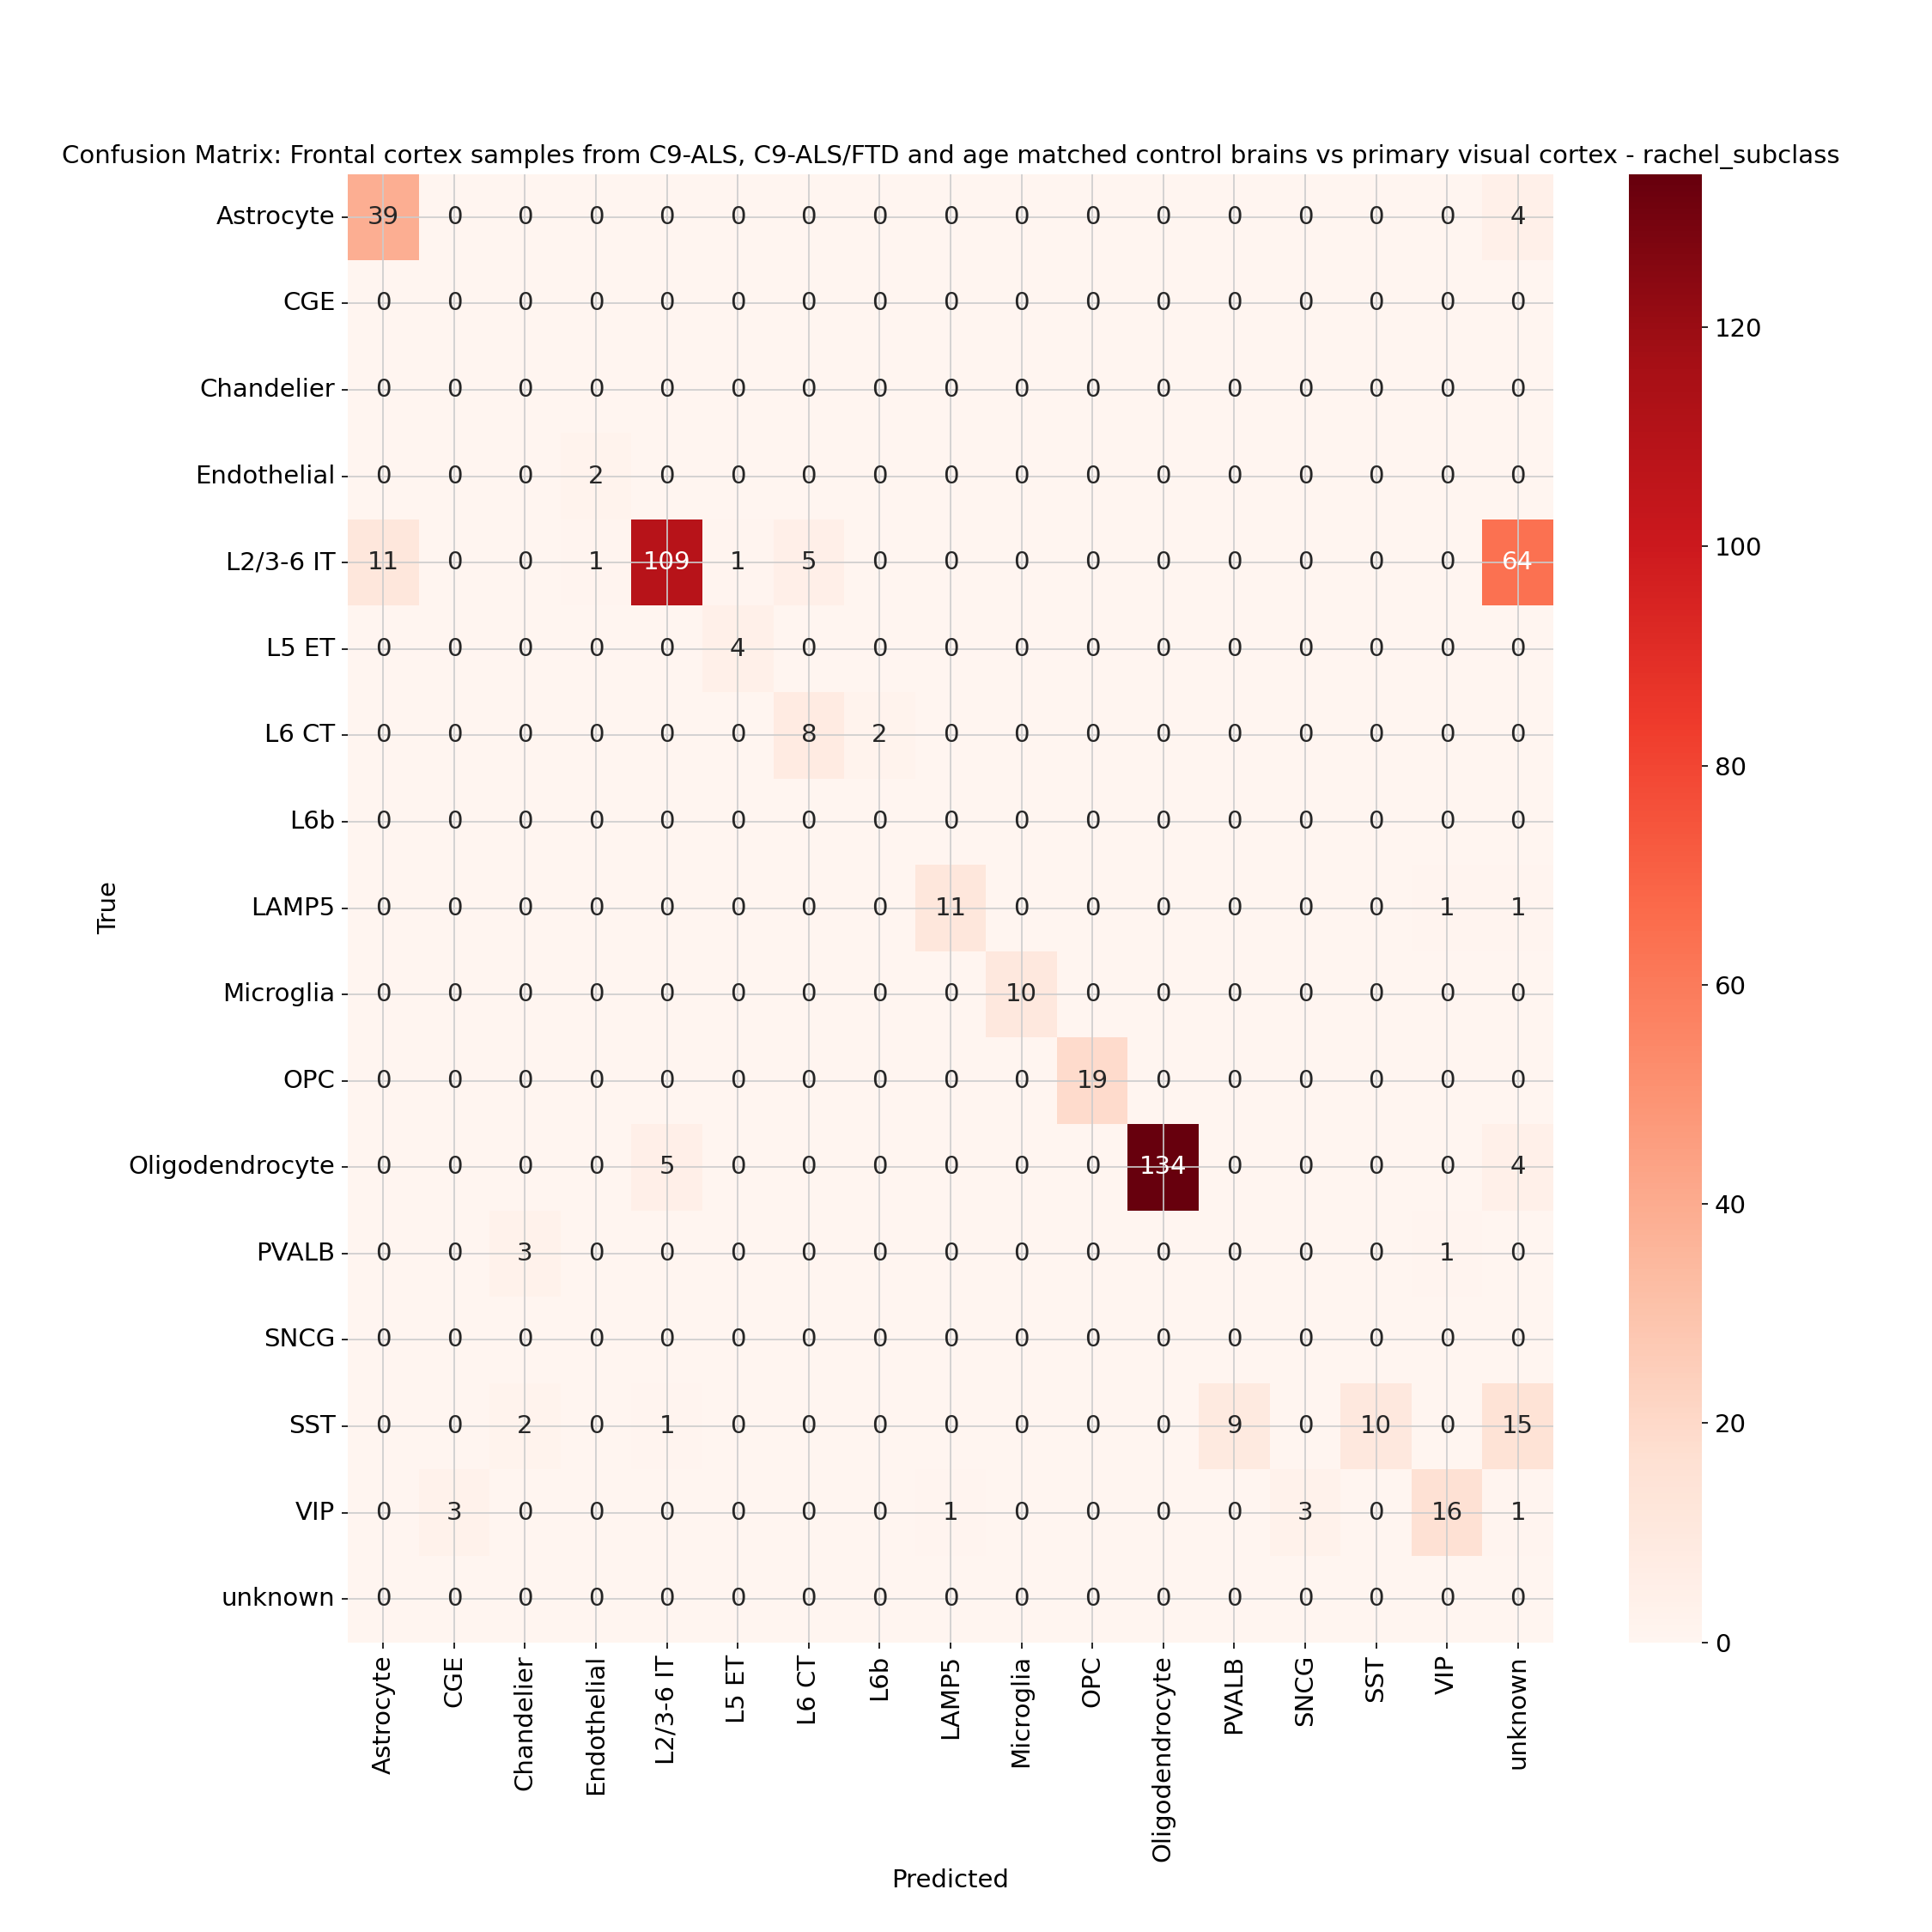 Confusion Matrix: Frontal cortex samples from C9-ALS, C9-ALS/FTD and age matched control brains vs primary visual cortex - rachel_subclass
Astrocyte 39 0 0 0 0 0 0 0 0 0 0 0 0 0 0 0 4
CGE 0 0 0 0 0 0 0 0 0 0 0 0 0 0 0 0 0
Chandelier 0 0 0 0 0 0 0 0 0 0 0 0 0 0 0 0 0
Endothelial 0 0 0 2 0 0 0 0 0 0 0 0 0 0 0 0 0
L2/3-6 IT 11 0 0 1 109 1 5 0 0 0 0 0 0 0 0 0 64
L5 ET 0 0 0 0 0 4 0 0 0 0 0 0 0 0 0 0 0
L6 CT 0 0 0 0 0 0 8 2 0 0 0 0 0 0 0 0 0
L6b 0 0 0 0 0 0 0 0 0 0 0 0 0 0 0 0 0
LAMP5 0 0 0 0 0 0 0 0 11 0 0 0 0 0 0 1 1
Microglia 0 0 0 0 0 0 0 0 0 10 0 0 0 0 0 0 0
OPC 0 0 0 0 0 0 0 0 0 0 19 0 0 0 0 0 0
Oligodendrocyte 0 0 0 0 5 0 0 0 0 0 0 134 0 0 0 0 4
PVALB 0 0 3 0 0 0 0 0 0 0 0 0 0 0 0 1 0
SNCG 0 0 0 0 0 0 0 0 0 0 0 0 0 0 0 0 0
SST 0 0 2 0 1 0 0 0 0 0 0 0 9 0 10 0 15
VIP 0 3 0 0 0 0 0 0 1 0 0 0 0 3 0 16 1
unknown 0 0 0 0 0 0 0 0 0 0 0 0 0 0 0 0 0
True
Astrocyte CGE Chandelier Endothelial L2/3-6 IT L5 ET L6 CT L6b LAMP5 Microglia OPC Oligodendrocyte PVALB SNCG SST VIP unknown
Predicted
120
100
80
60
40
20
0